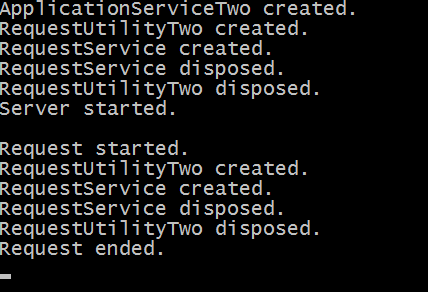 ApplicationServiceTwo created.
RequestUtilityTwo created.
RequestService created.
RequestService disposed.
RequestUtilityTwo disposed.
Server started.
Request started.
RequestUtilityTwo created.
RequestService created.
RequestService disposed.
RequestUtilityTwo disposed.
Request ended.